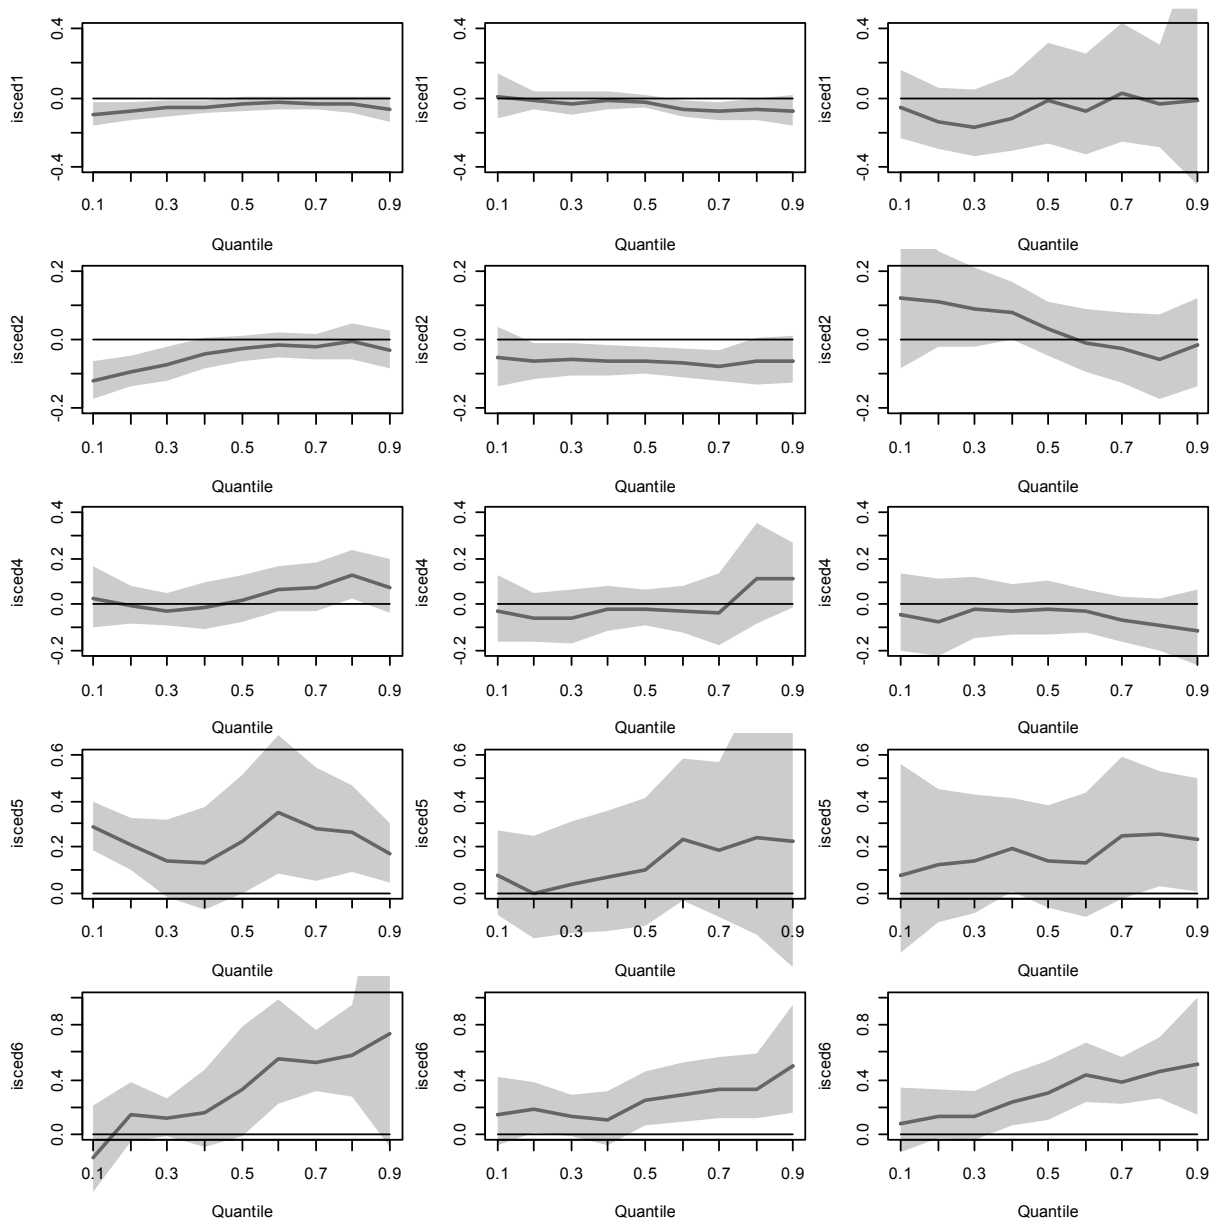 isced1 -0.4 0.0 0.4 isced1 -0.4 0.0 0.4 isced1 -0.4 0.0 0.4
0.1 0.3 0.5 0.7 0.9 0.1 0.3 0.5 0.7 0.9 0.1 0.3 0.5 0.7 0.9
Quantile Quantile Quantile
isced2 -0.2 0.0 0.2 isced2 -0.2 0.0 0.2 isced2 -0.2 0.0 0.2
0.1 0.3 0.5 0.7 0.9 0.1 0.3 0.5 0.7 0.9 0.1 0.3 0.5 0.7 0.9
Quantile Quantile Quantile
isced4 -0.2 0.0 0.2 0.4 isced4 -0.2 0.0 0.2 0.4 isced4 -0.2 0.0 0.2 0.4
0.1 0.3 0.5 0.7 0.9 0.1 0.3 0.5 0.7 0.9 0.1 0.3 0.5 0.7 0.9
Quantile Quantile Quantile
isced5 0.0 0.2 0.4 0.6 isced5 0.0 0.2 0.4 0.6 isced5 0.0 0.2 0.4 0.6
0.1 0.3 0.5 0.7 0.9 0.1 0.3 0.5 0.7 0.9 0.1 0.3 0.5 0.7 0.9
Quantile Quantile Quantile
isced6 0.0 0.4 0.8 isced6 0.0 0.4 0.8 isced6 0.0 0.4 0.8
0.1 0.3 0.5 0.7 0.9 0.1 0.3 0.5 0.7 0.9 0.1 0.3 0.5 0.7 0.9
Quantile Quantile Quantile